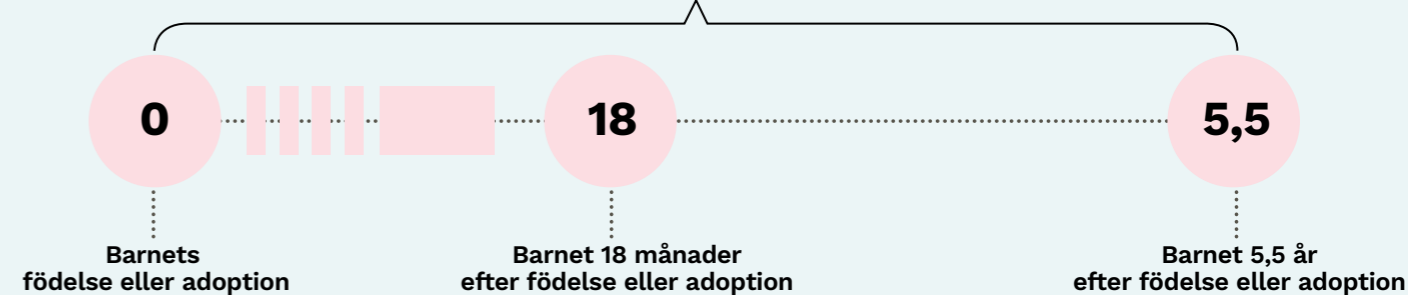 0
18
5,5
Barnets
födelse eller adoption
Barnet 18 månader
efter födelse eller adoption
Barnet 5,5 år
efter födelse eller adoption